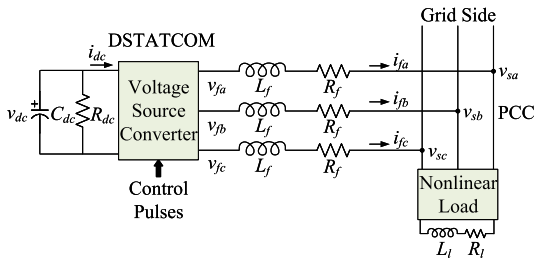 Grid Side
DSTATCOM
i_dc
v_dc
C_dc
R_dc
Voltage
Source
Converter
Control
Pulses
v_fa
L_f
R_f
i_fa
v_sa
v_fb
L_f
R_f
i_fb
v_sb
PCC
v_fc
L_f
R_f
i_fc
v_sc
Nonlinear
Load
L_l
R_l